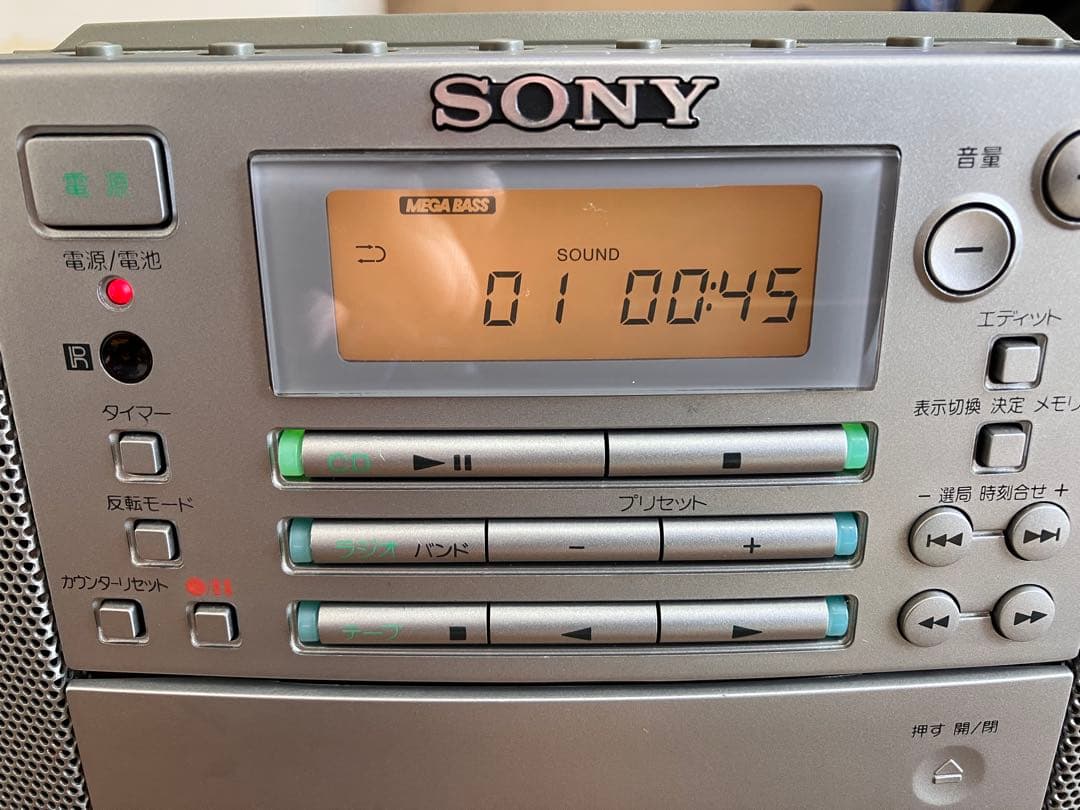 SONY
電源
音量
MEGA BASS
電源/電池
SOUND
01 00:45
エディット
R
タイマー
表示切換 決定 メモリ
CD
反転モード
プリセット
− 選局 時刻合せ +
ラジオ バンド − +
カウンターリセット
テープ
押す 開/閉